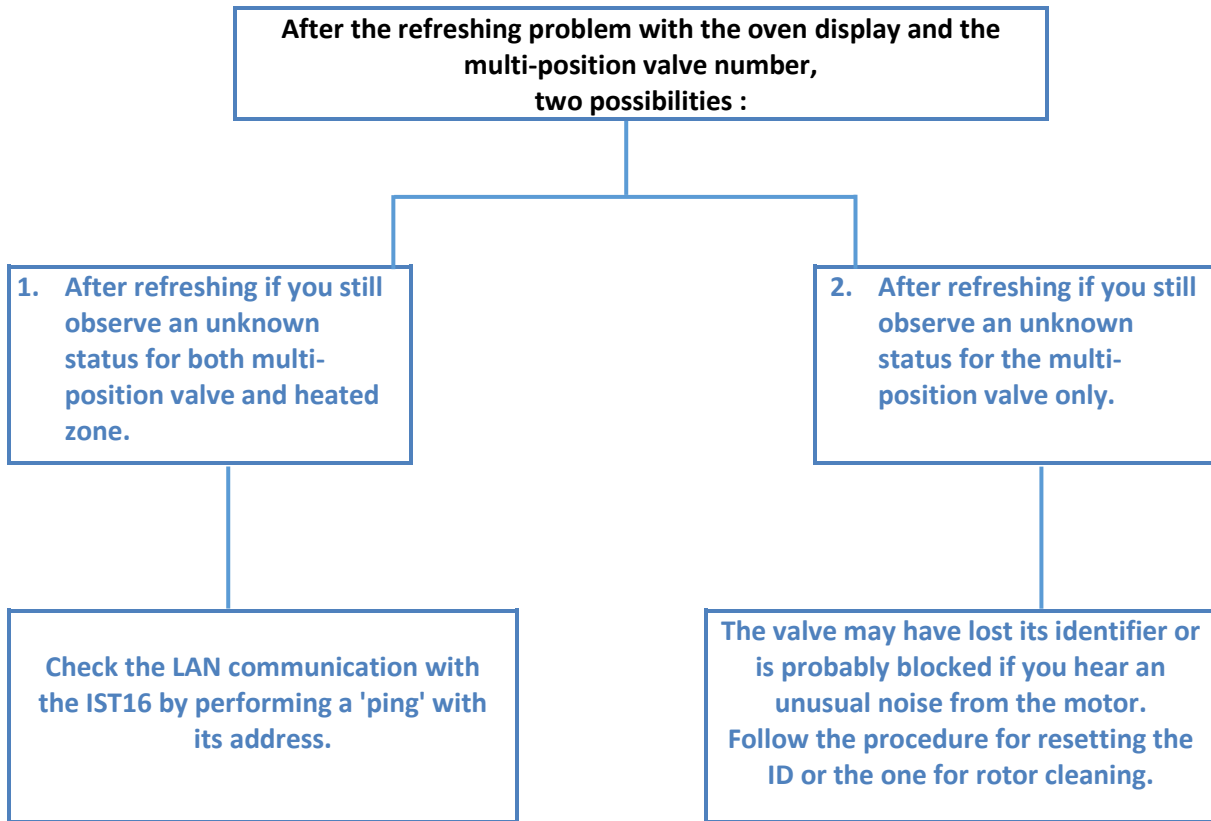 After the refreshing problem with the oven display and the
multi-position valve number,
two possibilities :
1. After refreshing if you still
observe an unknown
status for both multi-
position valve and heated
zone.
2. After refreshing if you still
observe an unknown
status for the multi-
position valve only.
Check the LAN communication with
the IST16 by performing a 'ping' with
its address.
The valve may have lost its identifier or
is probably blocked if you hear an
unusual noise from the motor.
Follow the procedure for resetting the
ID or the one for rotor cleaning.